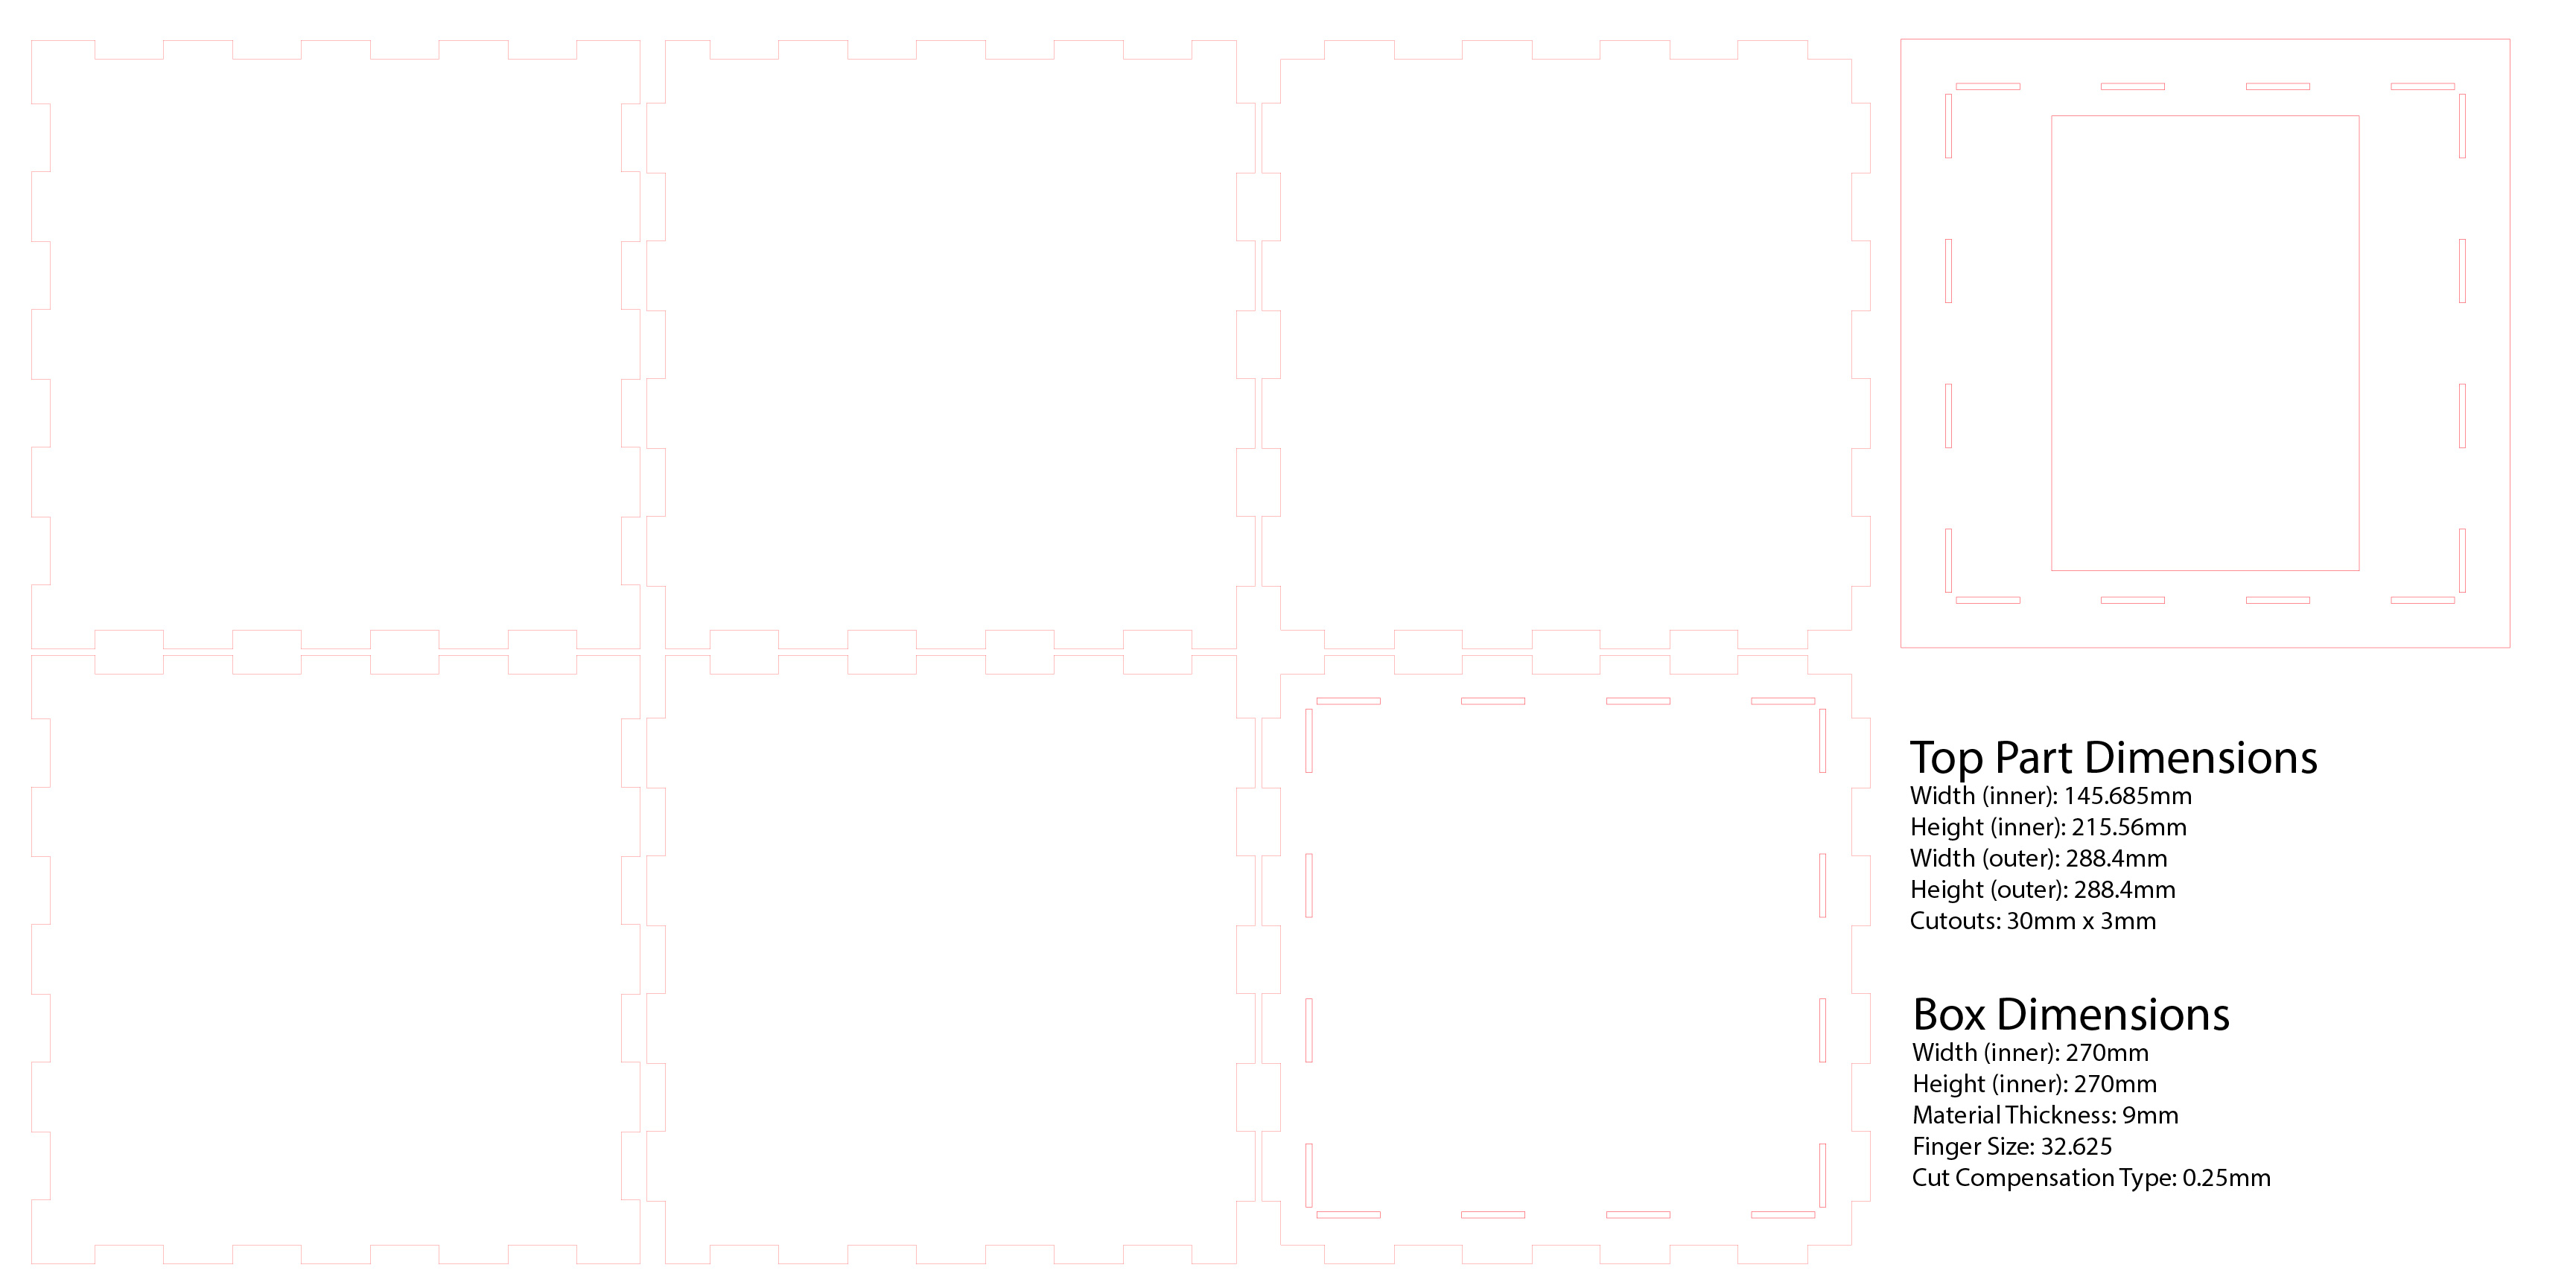 Top Part Dimensions
Width (inner): 145.685mm
Height (inner): 215.56mm
Width (outer): 288.4mm
Height (outer): 288.4mm
Cutouts: 30mm x 3mm
Box Dimensions
Width (inner): 270mm
Height (inner): 270mm
Material Thickness: 9mm
Finger Size: 32.625
Cut Compensation Type: 0.25mm